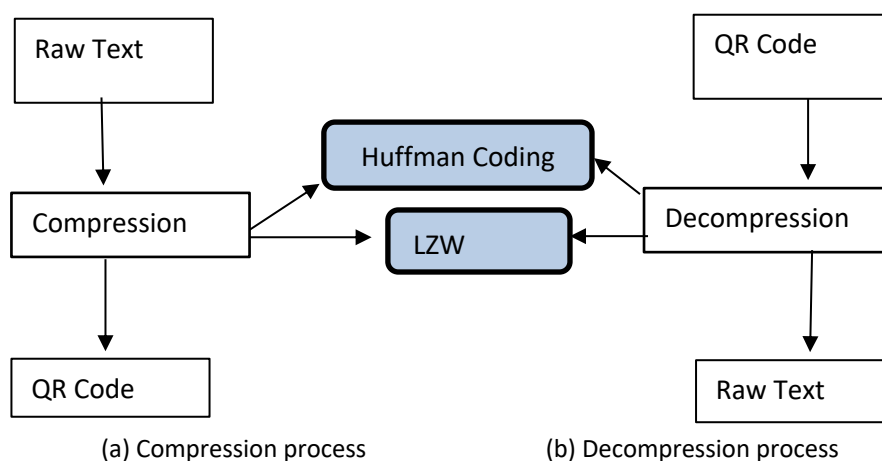 Raw Text
QR Code
Huffman Coding
Compression
Decompression
LZW
QR Code
Raw Text
(a) Compression process
(b) Decompression process